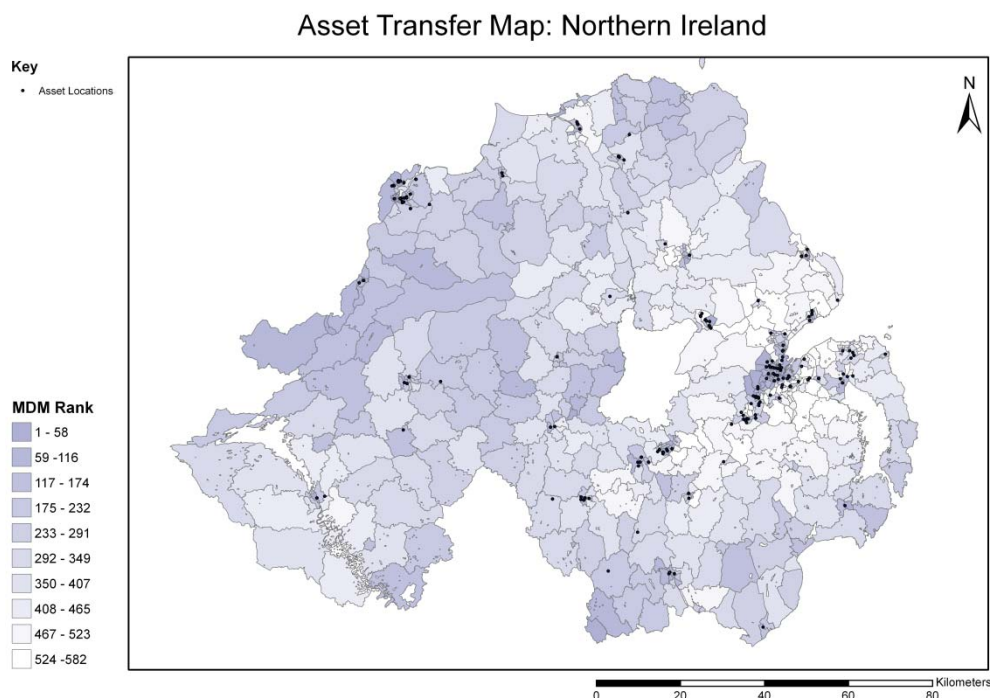 Asset Transfer Map: Northern Ireland
Key
Asset Locations
N
MDM Rank
1 - 58
59 -116
117 - 174
175 - 232
233 - 291
292 - 349
350 - 407
408 - 465
467 - 523
524 -582
Kilometers
0 20 40 60 80